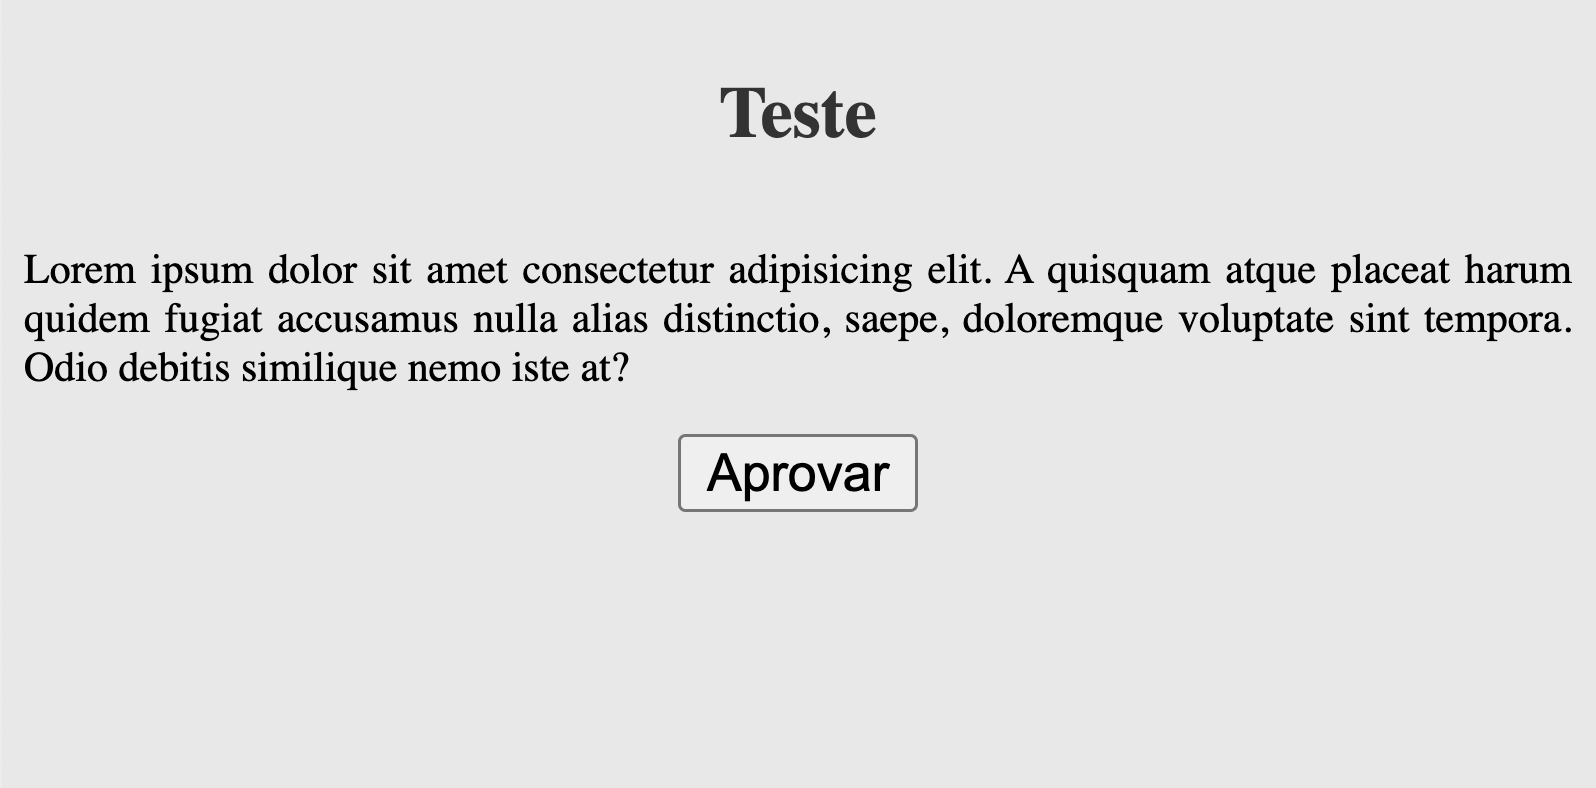 Teste
Lorem ipsum dolor sit amet consectetur adipisicing elit. A quisquam atque placeat harum
quidem fugiat accusamus nulla alias distinctio, saepe, doloremque voluptate sint tempora.
Odio debitis similique nemo iste at?
Aprovar